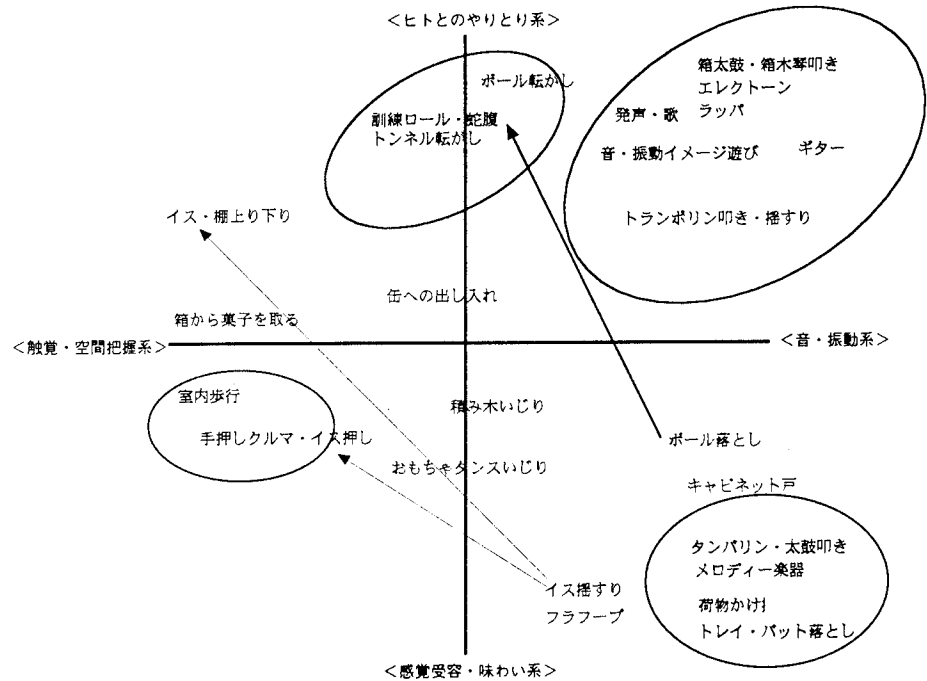 <ヒトとのやりとり系>
箱太鼓・箱木琴叩き
ボール転がし
エレクトーン
発声・歌 ラッパ
訓練ロール・蛇腹
トンネル転がし
音・振動イメージ遊び ギター
イス・棚上り下り
トランポリン叩き・揺すり
缶への出し入れ
箱から菓子を取る
<触覚・空間把握系>
<音・振動系>
室内歩行
積み木いじり
手押しクルマ・イス押し
ボール落とし
おもちゃタンスいじり
キャビネット戸
タンバリン・太鼓叩き
メロディー楽器
イス揺すり
フラフープ
荷物かけ
トレイ・バット落とし
<感覚受容・味わい系>